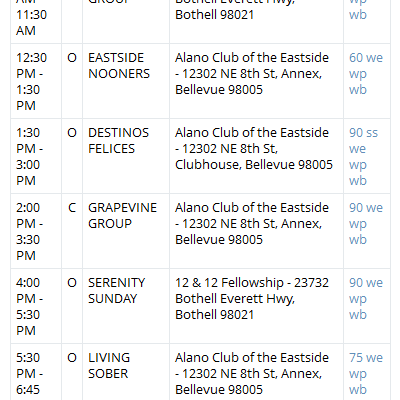 AM - GROUP Bothell Everett Hwy, wp
11:30 Bothell 98021 wb
AM
12:30 O EASTSIDE Alano Club of the Eastside 60 we
PM - NOONERS - 12302 NE 8th St, Annex, wp
1:30 Bellevue 98005 wb
PM
1:30 O DESTINOS Alano Club of the Eastside 90 ss
PM - FELICES - 12302 NE 8th St, we
3:00 Clubhouse, Bellevue 98005 wp
PM wb
2:00 C GRAPEVINE Alano Club of the Eastside 90 we
PM - GROUP - 12302 NE 8th St, Annex, wp
3:30 Bellevue 98005 wb
PM
4:00 O SERENITY 12 & 12 Fellowship - 23732 90 we
PM - SUNDAY Bothell Everett Hwy, wp
5:30 Bothell 98021 wb
PM
5:30 O LIVING Alano Club of the Eastside 75 we
PM - SOBER - 12302 NE 8th St, Annex, wp
6:45 Bellevue 98005 wb